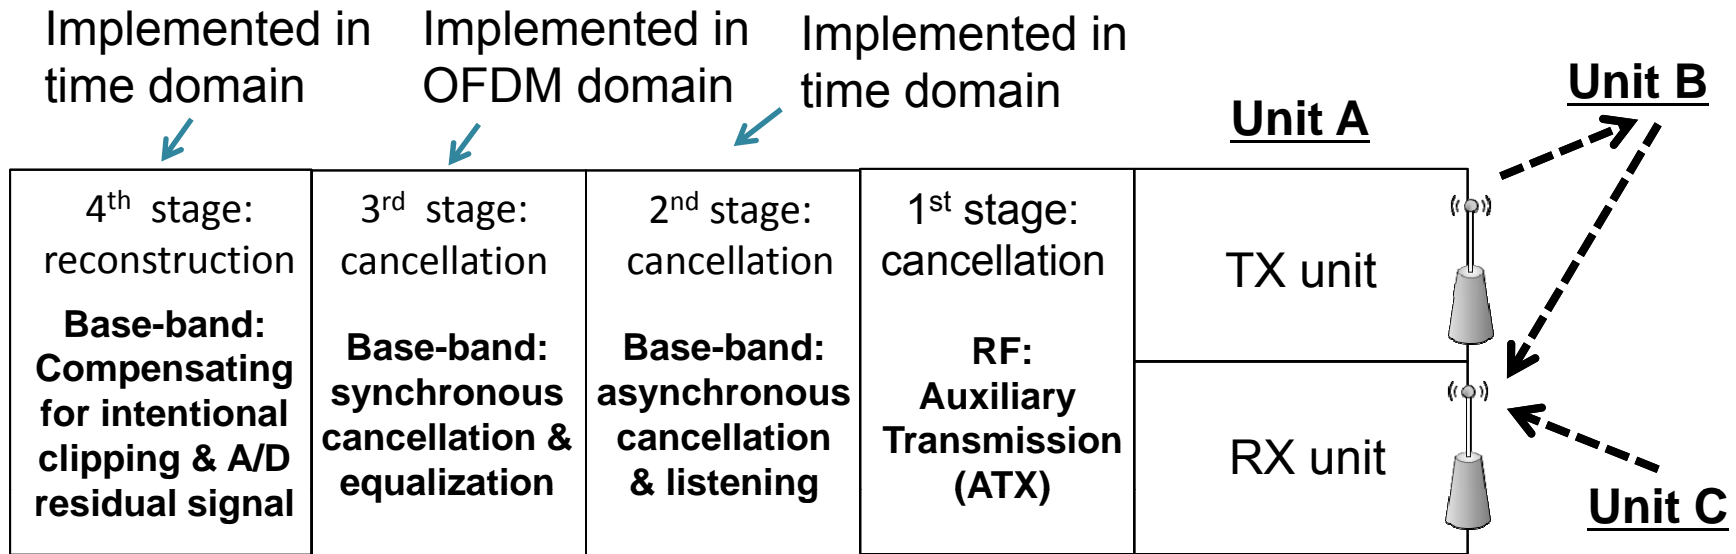 Implemented in
time domain
Implemented in
OFDM domain
Implemented in
time domain
Unit A
Unit B
4th stage:
reconstruction
Base-band:
Compensating
for intentional
clipping & A/D
residual signal
3rd stage:
cancellation
Base-band:
synchronous
cancellation &
equalization
2nd stage:
cancellation
Base-band:
asynchronous
cancellation
& listening
1st stage:
cancellation
RF:
Auxiliary
Transmission
(ATX)
TX unit
RX unit
Unit C